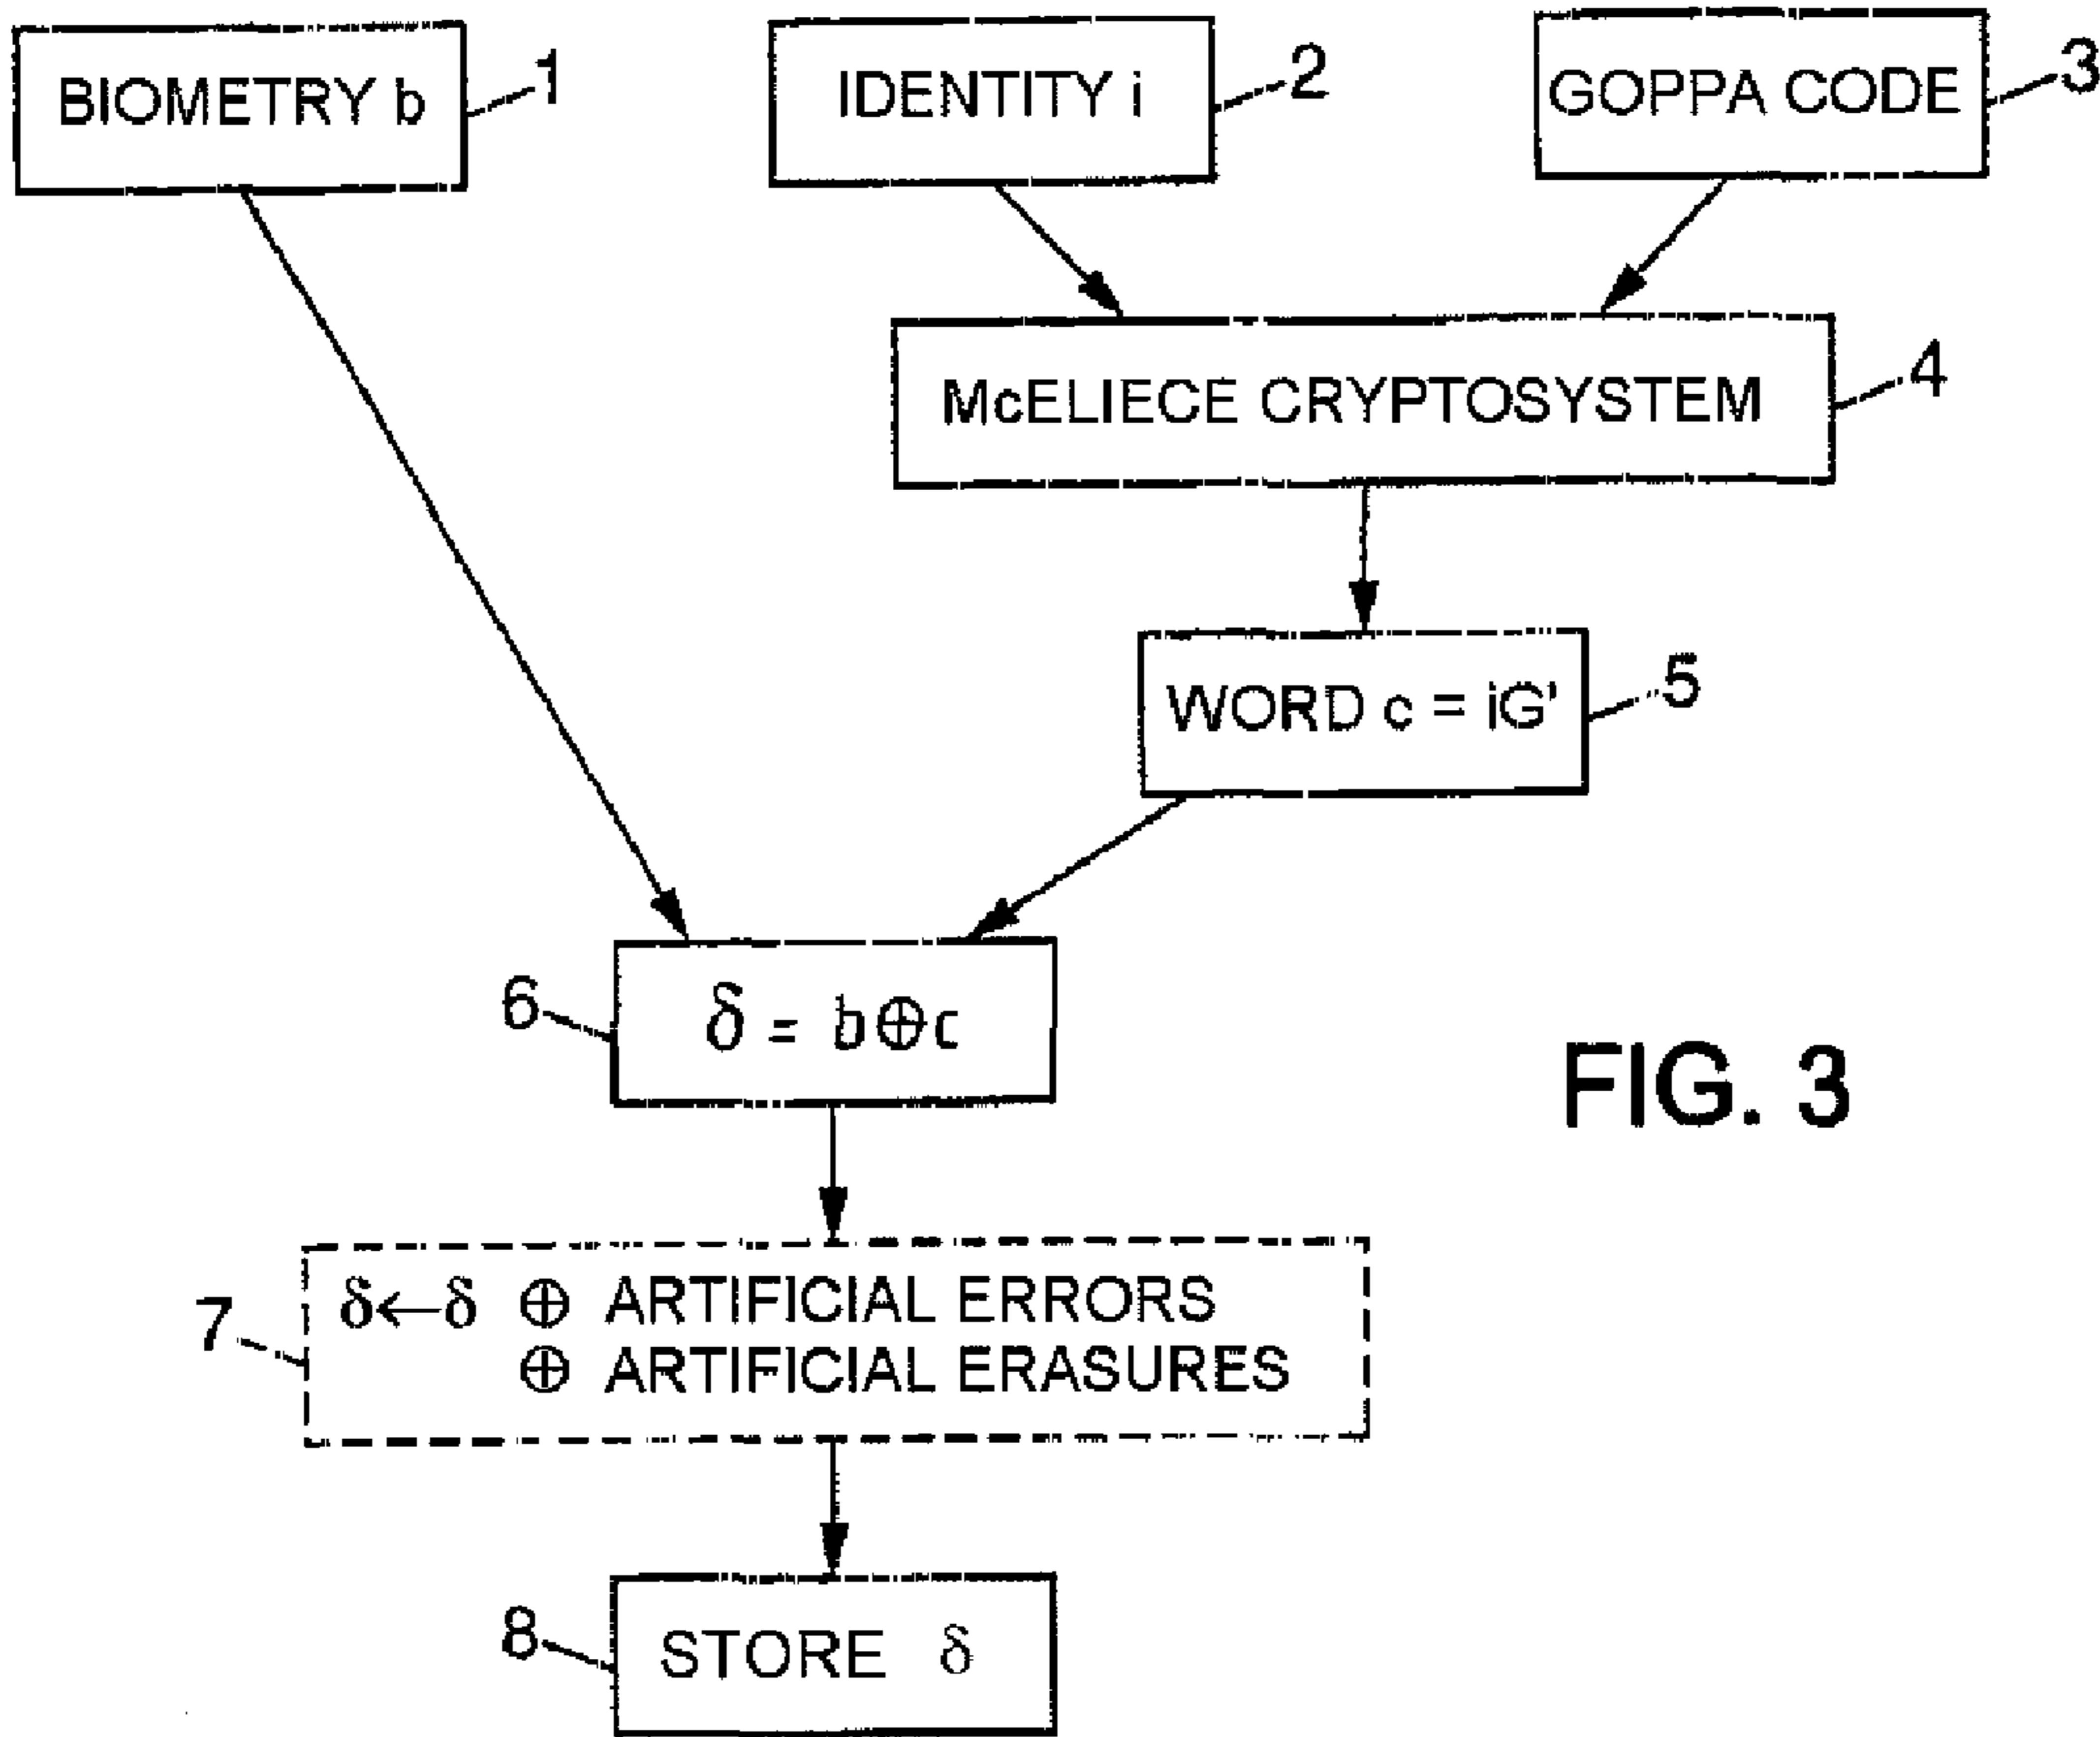 BIOMETRY b
1
IDENTITY i
2
GOPPA CODE
3
McELIECE CRYPTOSYSTEM
4
WORD c = iG'
5
6
δ = b⊕c
FIG. 3
7
δ←δ ⊕ ARTIFICIAL ERRORS
⊕ ARTIFICIAL ERASURES
8
STORE δ